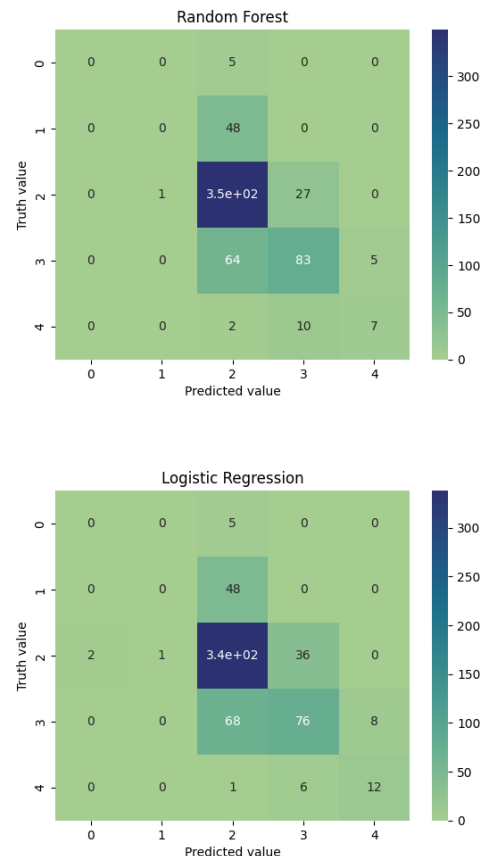 Random Forest
0 0 0 5 0 0
1 0 0 48 0 0
2 0 1 3.5e+02 27 0
3 0 0 64 83 5
4 0 0 2 10 7
0 1 2 3 4
Predicted value
Truth value
300
250
200
150
100
50
0
Logistic Regression
0 0 0 5 0 0
1 0 0 48 0 0
2 2 1 3.4e+02 36 0
3 0 0 68 76 8
4 0 0 1 6 12
0 1 2 3 4
Predicted value
Truth value
300
250
200
150
100
50
0